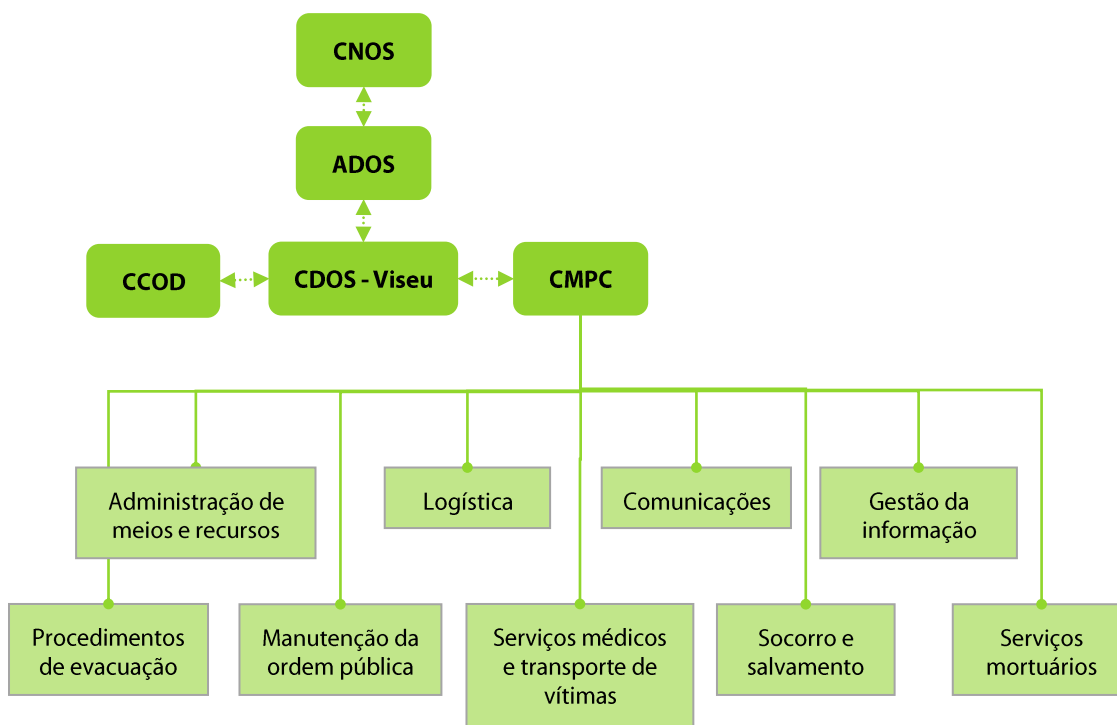 CNOS
ADOS
CCOD
CDOS - Viseu
CMPC
Administração de
meios e recursos
Logística
Comunicações
Gestão da
informação
Procedimentos
de evacuação
Manutenção da
ordem pública
Serviços médicos
e transporte de
vítimas
Socorro e
salvamento
Serviços
mortuários